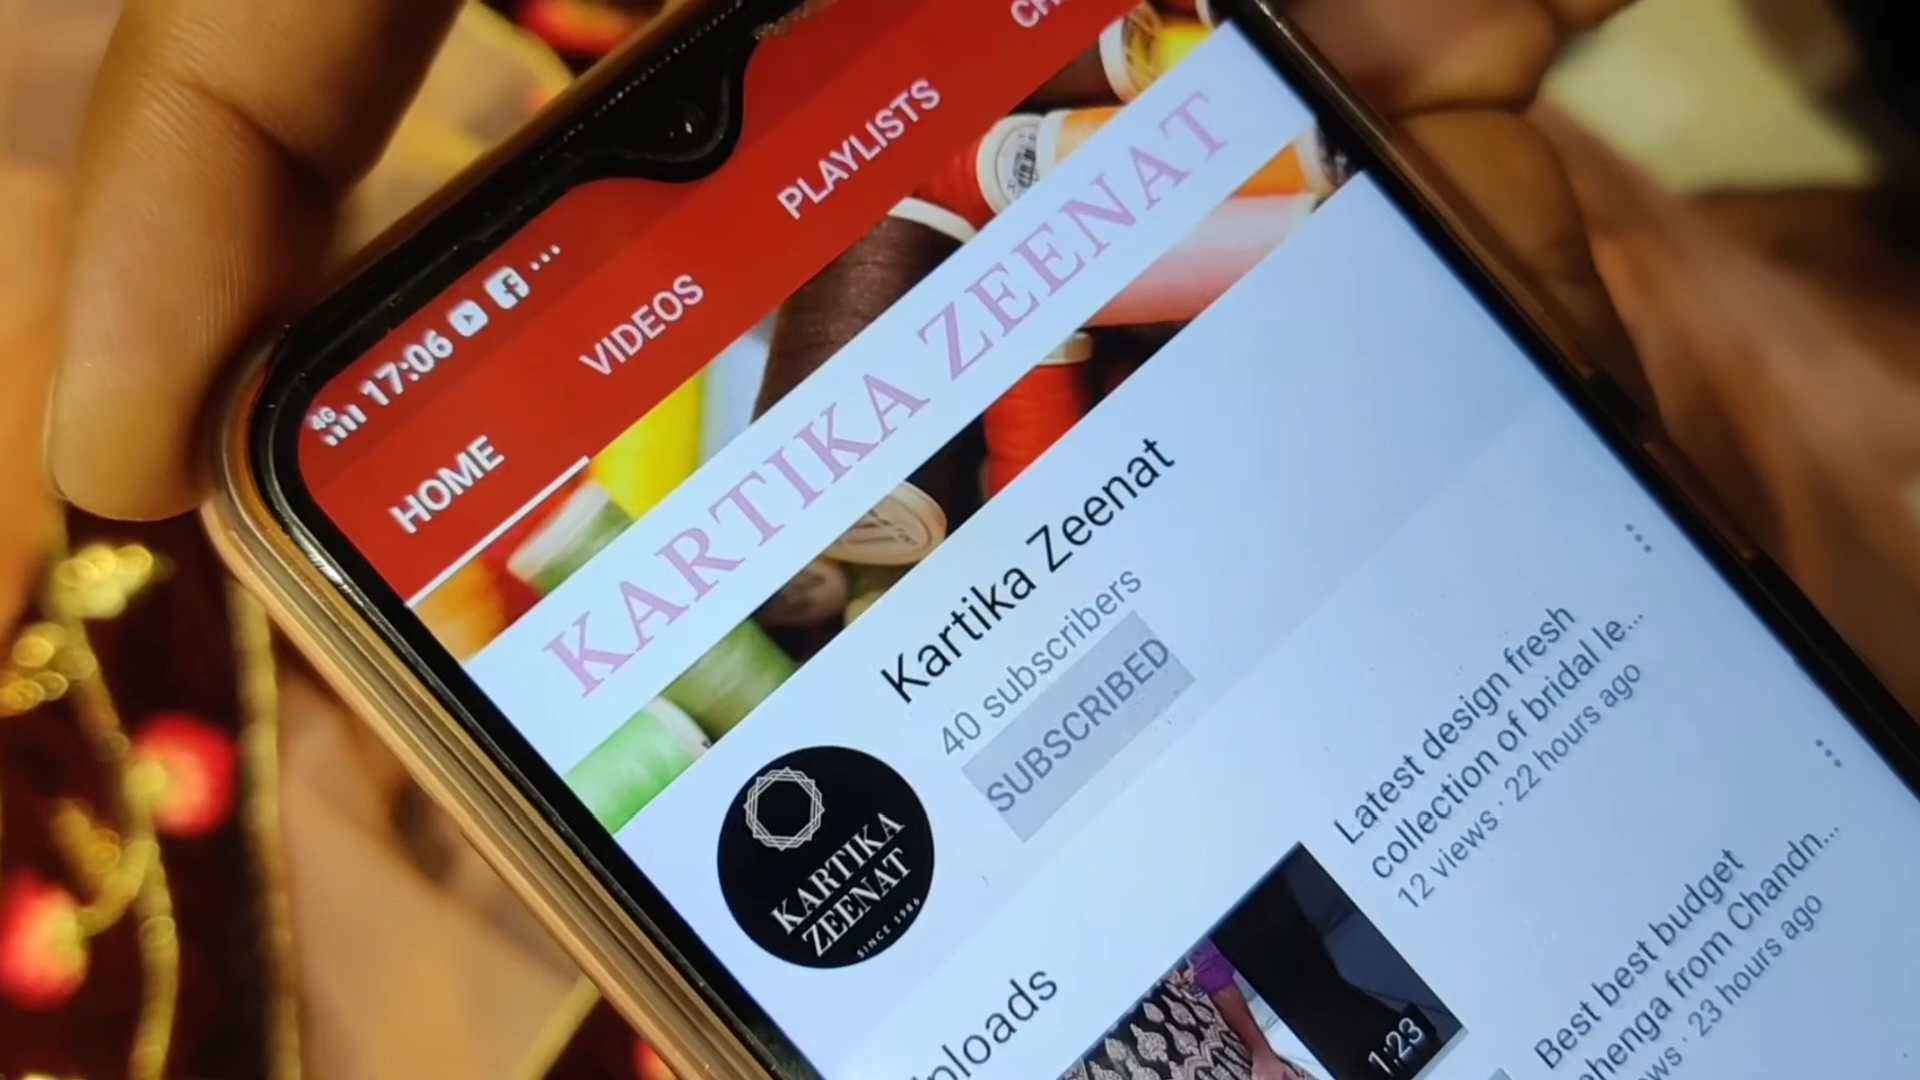 4G 17:06 ...
HOME VIDEOS PLAYLISTS
KARTIKA ZEENAT
Kartika Zeenat
40 subscribers
SUBSCRIBED
KARTIKA
ZEENAT
SINCE 1986
Latest design fresh
collection of bridal le...
12 views · 22 hours ago
1:23
Best best budget
from Chandn...
23 hours ago